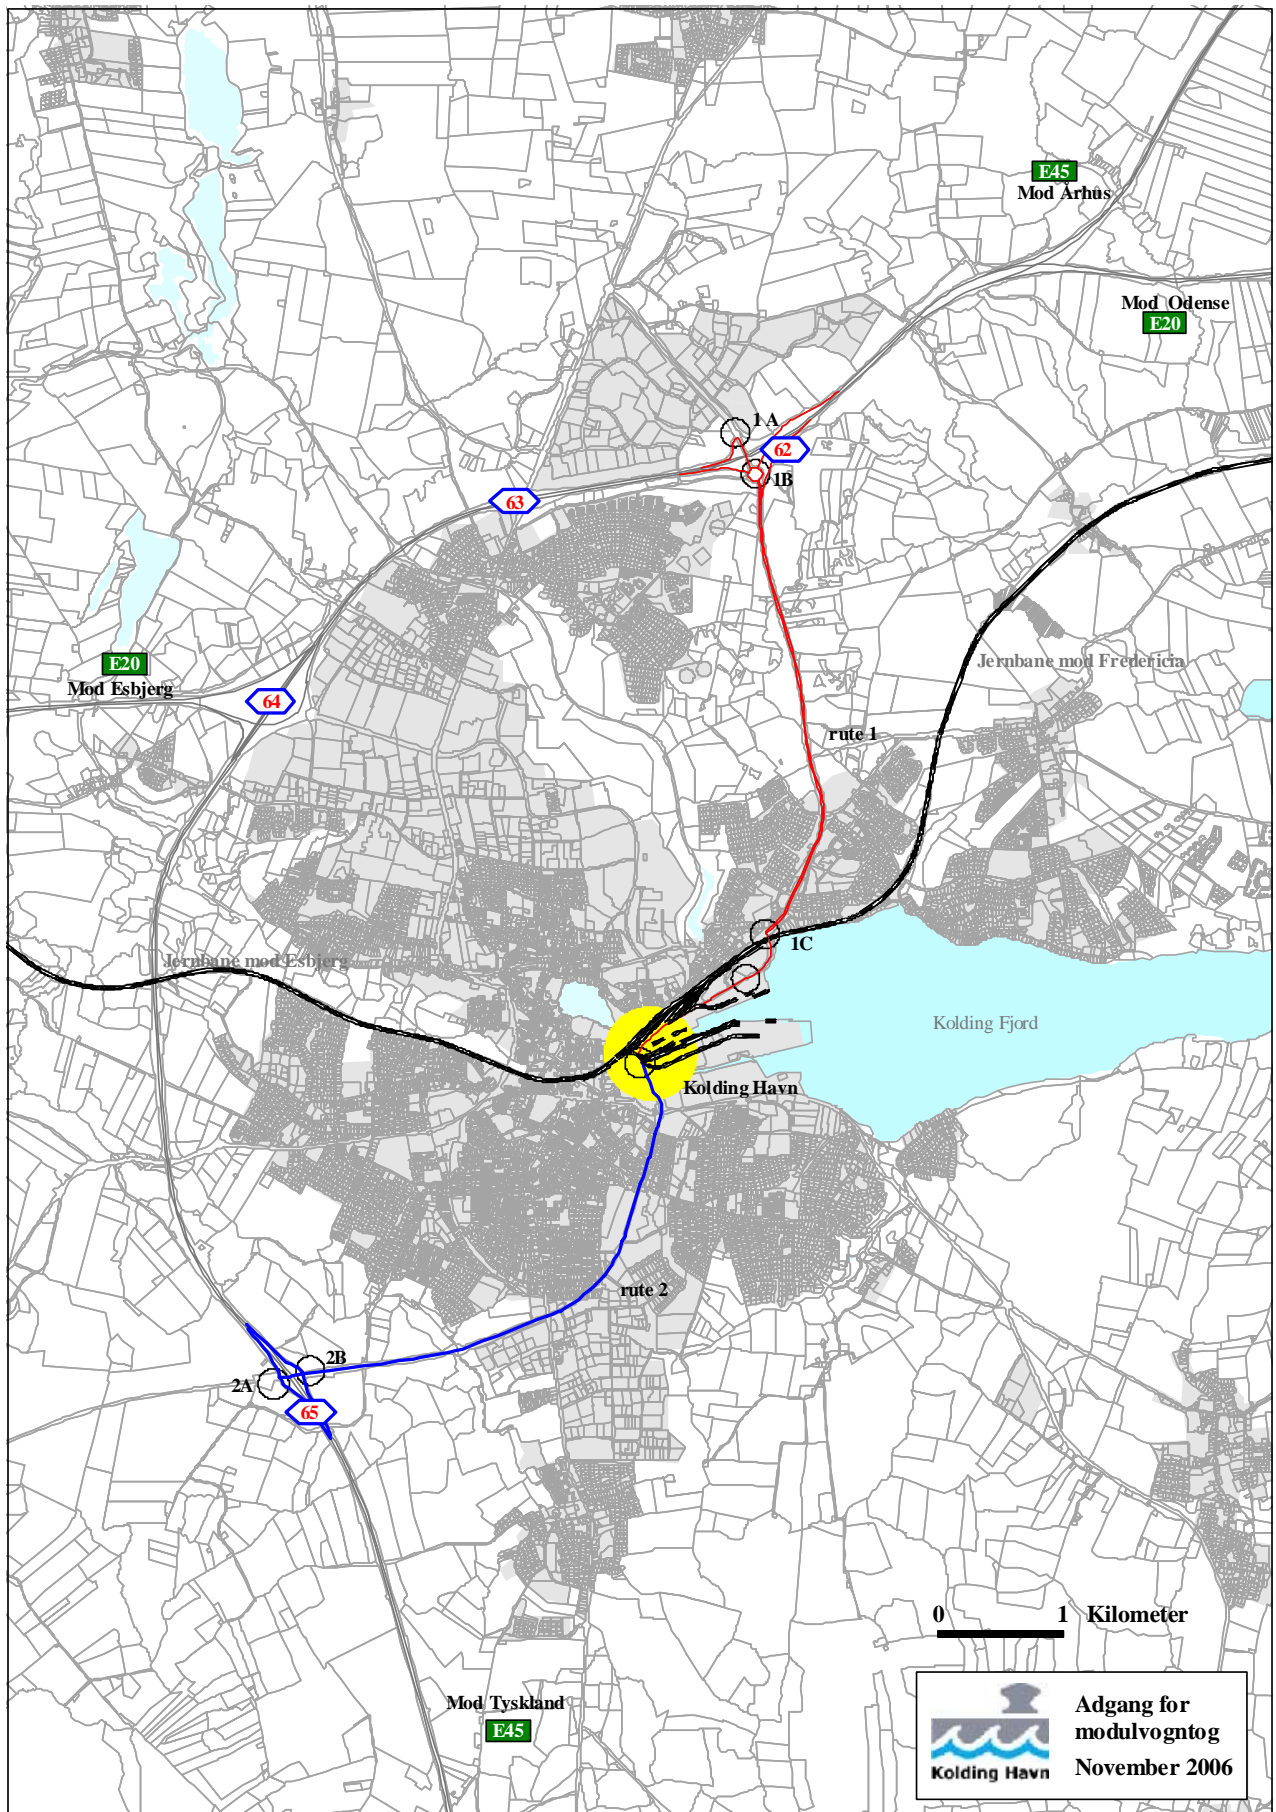 E45
Mod Århus
Mod Odense
E20
1 A
62
1B
63
Jernbane mod Fredericia
E20
Mod Esbjerg
64
rute 1
1C
Jernbane mod Esbjerg
Kolding Fjord
Kolding Havn
rute 2
2B
2A
65
0 1 Kilometer
Mod Tyskland
E45
Adgang for
modulvogntog
November 2006
Kolding Havn